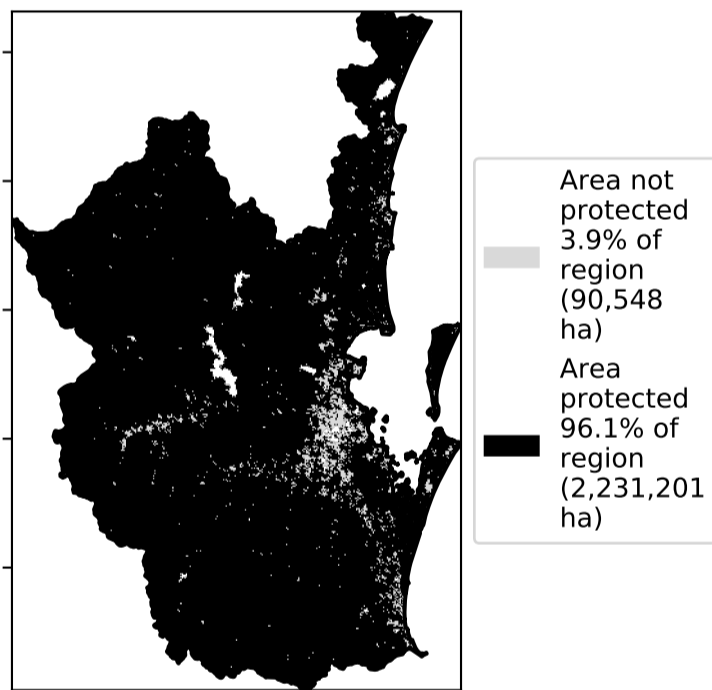 Area not
protected
3.9% of
region
(90,548
ha)
Area
protected
96.1% of
region
(2,231,201
ha)